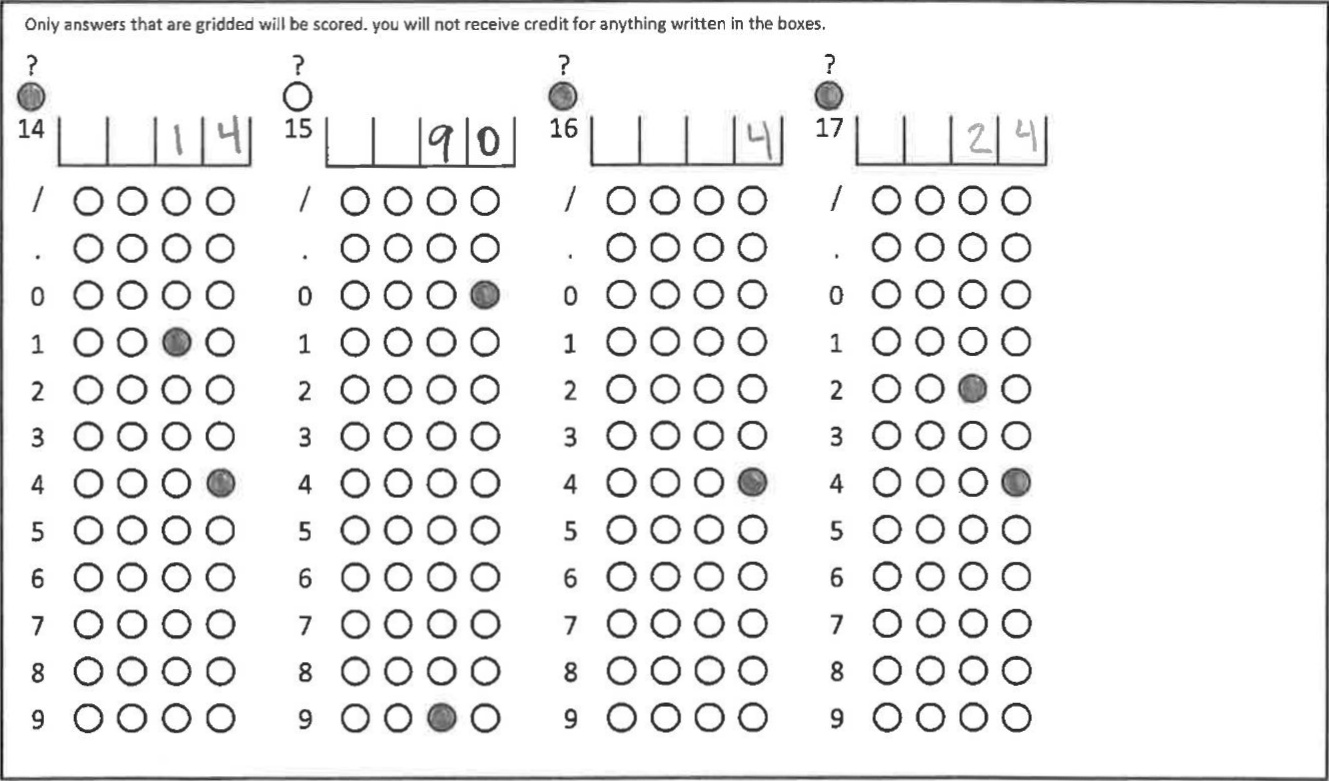 Only answers that are gridded will be scored. you will not receive credit for anything written in the boxes.
? ? ? ?
14 1 4 15 9 0 16 4 17 2 4
/ / / /
. . . .
0 0 0 0
1 1 1 1
2 2 2 2
3 3 3 3
4 4 4 4
5 5 5 5
6 6 6 6
7 7 7 7
8 8 8 8
9 9 9 9